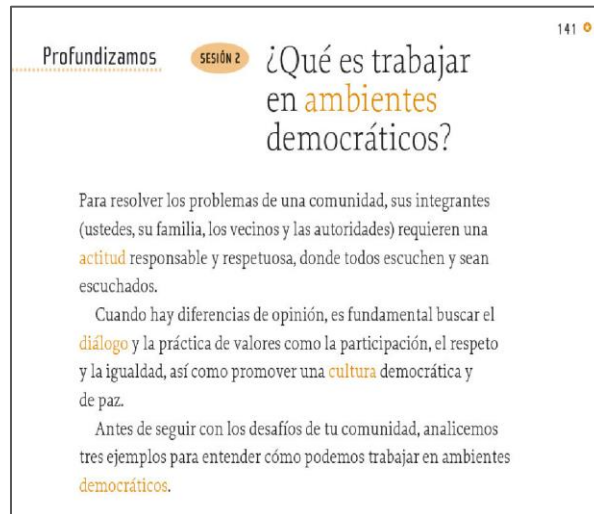 141
Profundizamos
SESIÓN 2
¿Qué es trabajar
en ambientes
democráticos?
Para resolver los problemas de una comunidad, sus integrantes
(ustedes, su familia, los vecinos y las autoridades) requieren una
actitud responsable y respetuosa, donde todos escuchen y sean
escuchados.
Cuando hay diferencias de opinión, es fundamental buscar el
diálogo y la práctica de valores como la participación, el respeto
y la igualdad, así como promover una cultura democrática y
de paz.
Antes de seguir con los desafíos de tu comunidad, analicemos
tres ejemplos para entender cómo podemos trabajar en ambientes
democráticos.